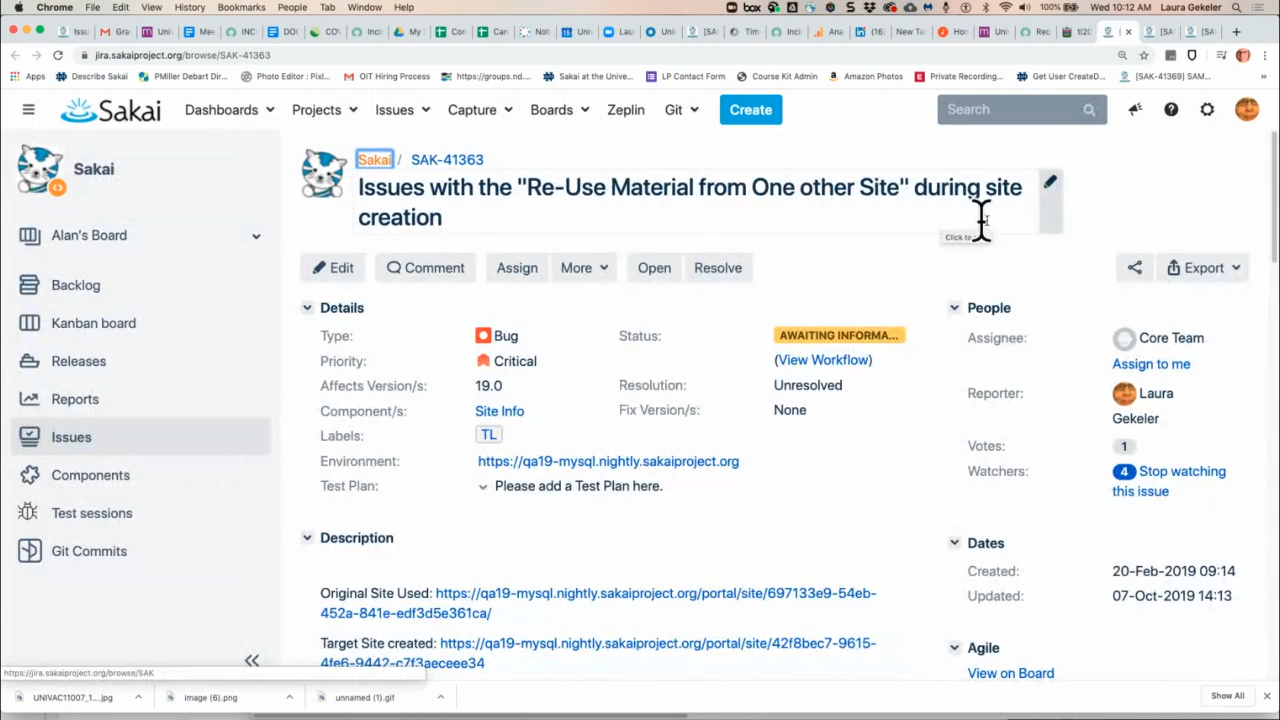 Chrome File Edit View History Bookmarks People Tab Window Help
box 100% Wed 10:12 AM Laura Gekeler
jira.sakaiproject.org/browse/SAK-41363
Apps Describe Sakai PMiller Debart Dir... Photo Editor : Pixl... OIT Hiring Process https://groups.nd.... Sakai at the Unive... LP Contact Form Course Kit Admin Amazon Photos Private Recording... Get User CreateD... [SAK-41369] SAM...
Sakai Dashboards Projects Issues Capture Boards Zeplin Git Create Search
Sakai
Sakai / SAK-41363
Issues with the "Re-Use Material from One other Site" during site
creation
Click to
Alan's Board
Backlog
Kanban board
Releases
Reports
Issues
Components
Test sessions
Git Commits
Edit Comment Assign More Open Resolve Export
Details
Type: Bug
Priority: Critical
Affects Version/s: 19.0
Component/s: Site Info
Labels: TL
Environment: https://qa19-mysql.nightly.sakaiproject.org
Test Plan: Please add a Test Plan here.
Status: AWAITING INFORMA...
(View Workflow)
Resolution: Unresolved
Fix Version/s: None
Description
Original Site Used: https://qa19-mysql.nightly.sakaiproject.org/portal/site/697133e9-54eb-
452a-841e-edf3d5e361ca/
Target Site created: https://qa19-mysql.nightly.sakaiproject.org/portal/site/42f8bec7-9615-
4fe6-9442-c7f3aeceee34
People
Assignee: Core Team
Assign to me
Reporter: Laura
Gekeler
Votes: 1
Watchers: 4 Stop watching
this issue
Dates
Created: 20-Feb-2019 09:14
Updated: 07-Oct-2019 14:13
Agile
View on Board
https://jira.sakaiproject.org/browse/SAK
UNIVAC11007_1....jpg image (6).png unnamed (1).gif Show All